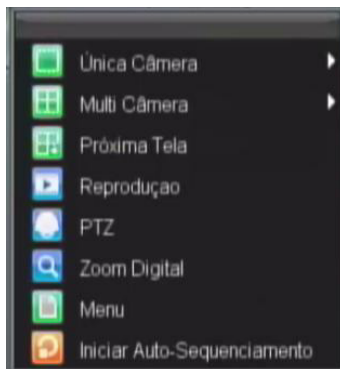 Única Câmera
Multi Câmera
Próxima Tela
Reproduçao
PTZ
Zoom Digital
Menu
Iniciar Auto-Sequenciamento